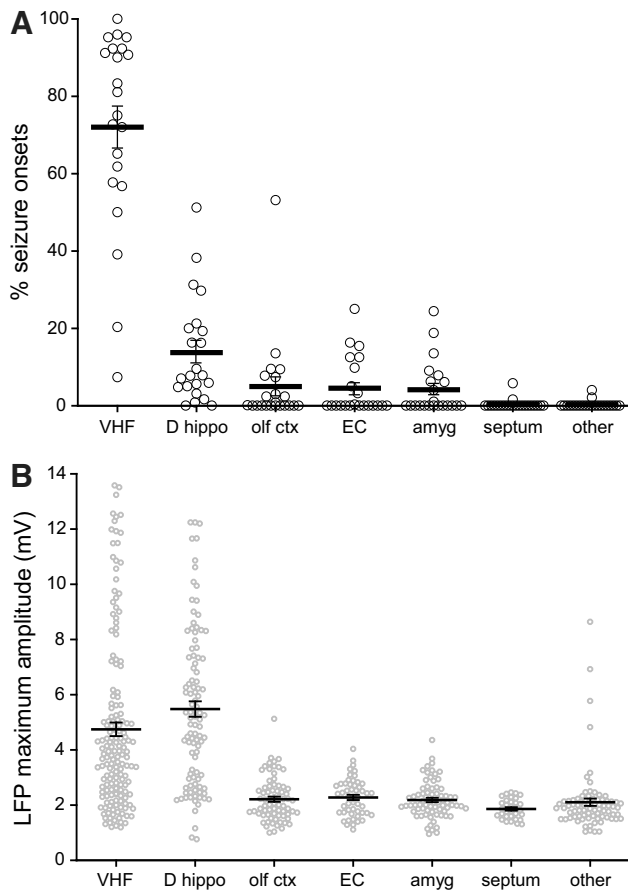 A
% seizure onsets
100
80
60
40
20
0
VHF D hippo olf ctx EC amyg septum other
B
LFP maximum amplitude (mV)
14
12
10
8
6
4
2
0
VHF D hippo olf ctx EC amyg septum other